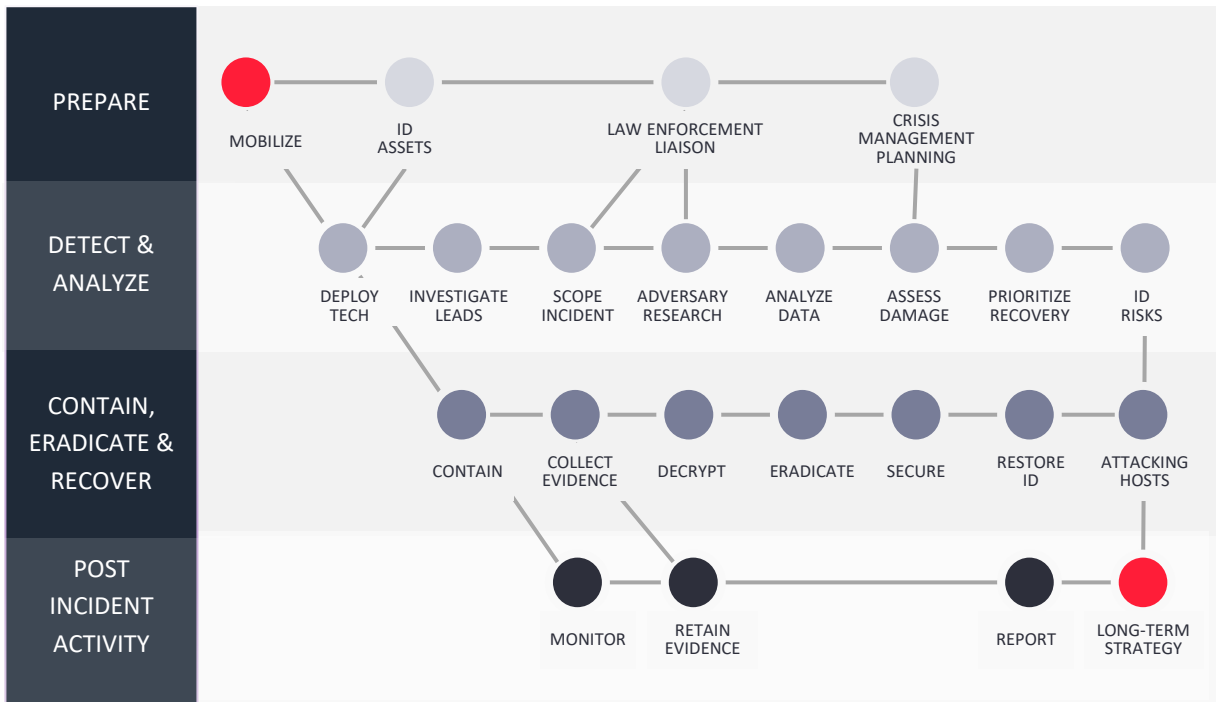 PREPARE
MOBILIZE
ID
ASSETS
LAW ENFORCEMENT
LIAISON
CRISIS
MANAGEMENT
PLANNING
DETECT &
ANALYZE
DEPLOY
TECH
INVESTIGATE
LEADS
SCOPE
INCIDENT
ADVERSARY
RESEARCH
ANALYZE
DATA
ASSESS
DAMAGE
PRIORITIZE
RECOVERY
ID
RISKS
CONTAIN,
ERADICATE &
RECOVER
CONTAIN
COLLECT
EVIDENCE
DECRYPT
ERADICATE
SECURE
RESTORE
ID
ATTACKING
HOSTS
POST
INCIDENT
ACTIVITY
MONITOR
RETAIN
EVIDENCE
REPORT
LONG-TERM
STRATEGY